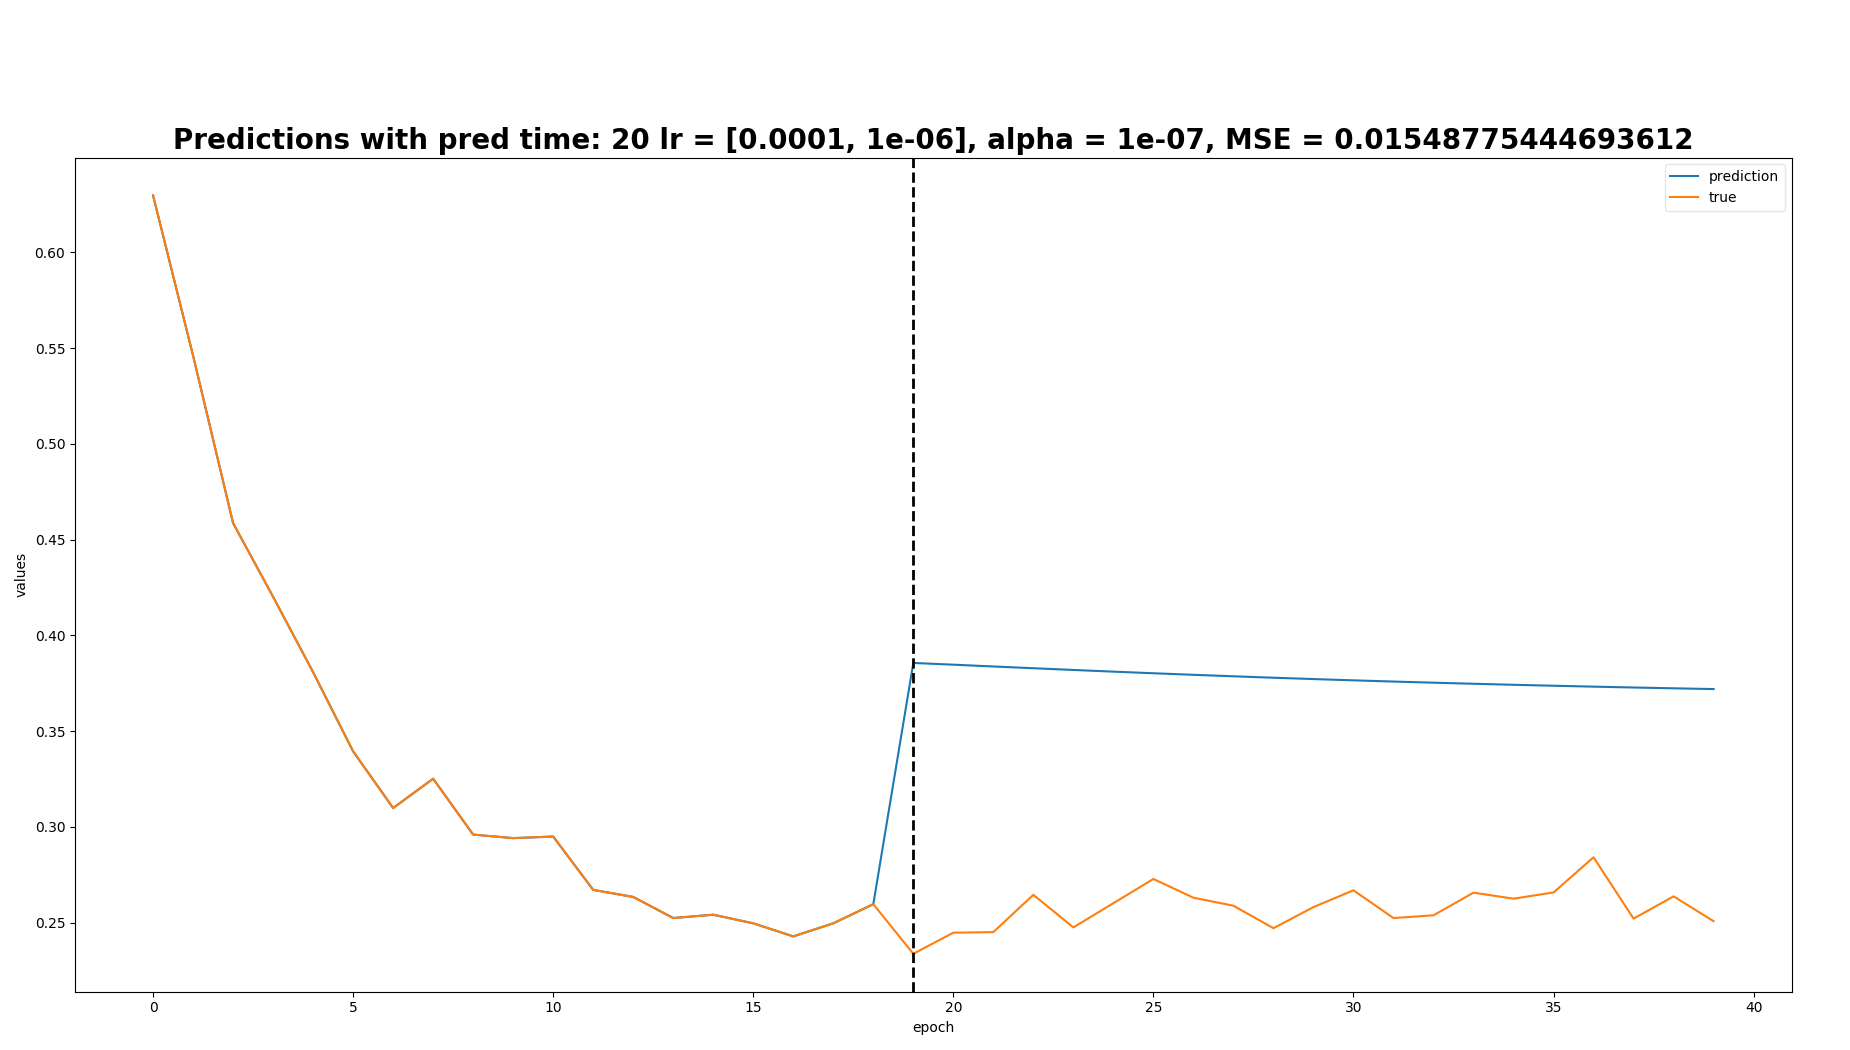 Predictions with pred time: 20 lr = [0.0001, 1e-06], alpha = 1e-07, MSE = 0.01548775444693612
prediction
true
0.60
0.55
0.50
0.45
0.40
0.35
0.30
0.25
values
0 5 10 15 20 25 30 35 40
epoch